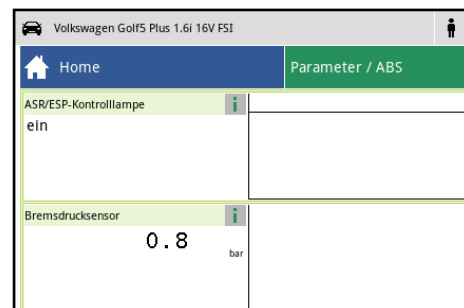 Volkswagen Golf5 Plus 1.6i 16V FSI
Home
Parameter / ABS
ASR/ESP-Kontrolllampe
i
ein
Bremsdrucksensor
i
0.8
bar